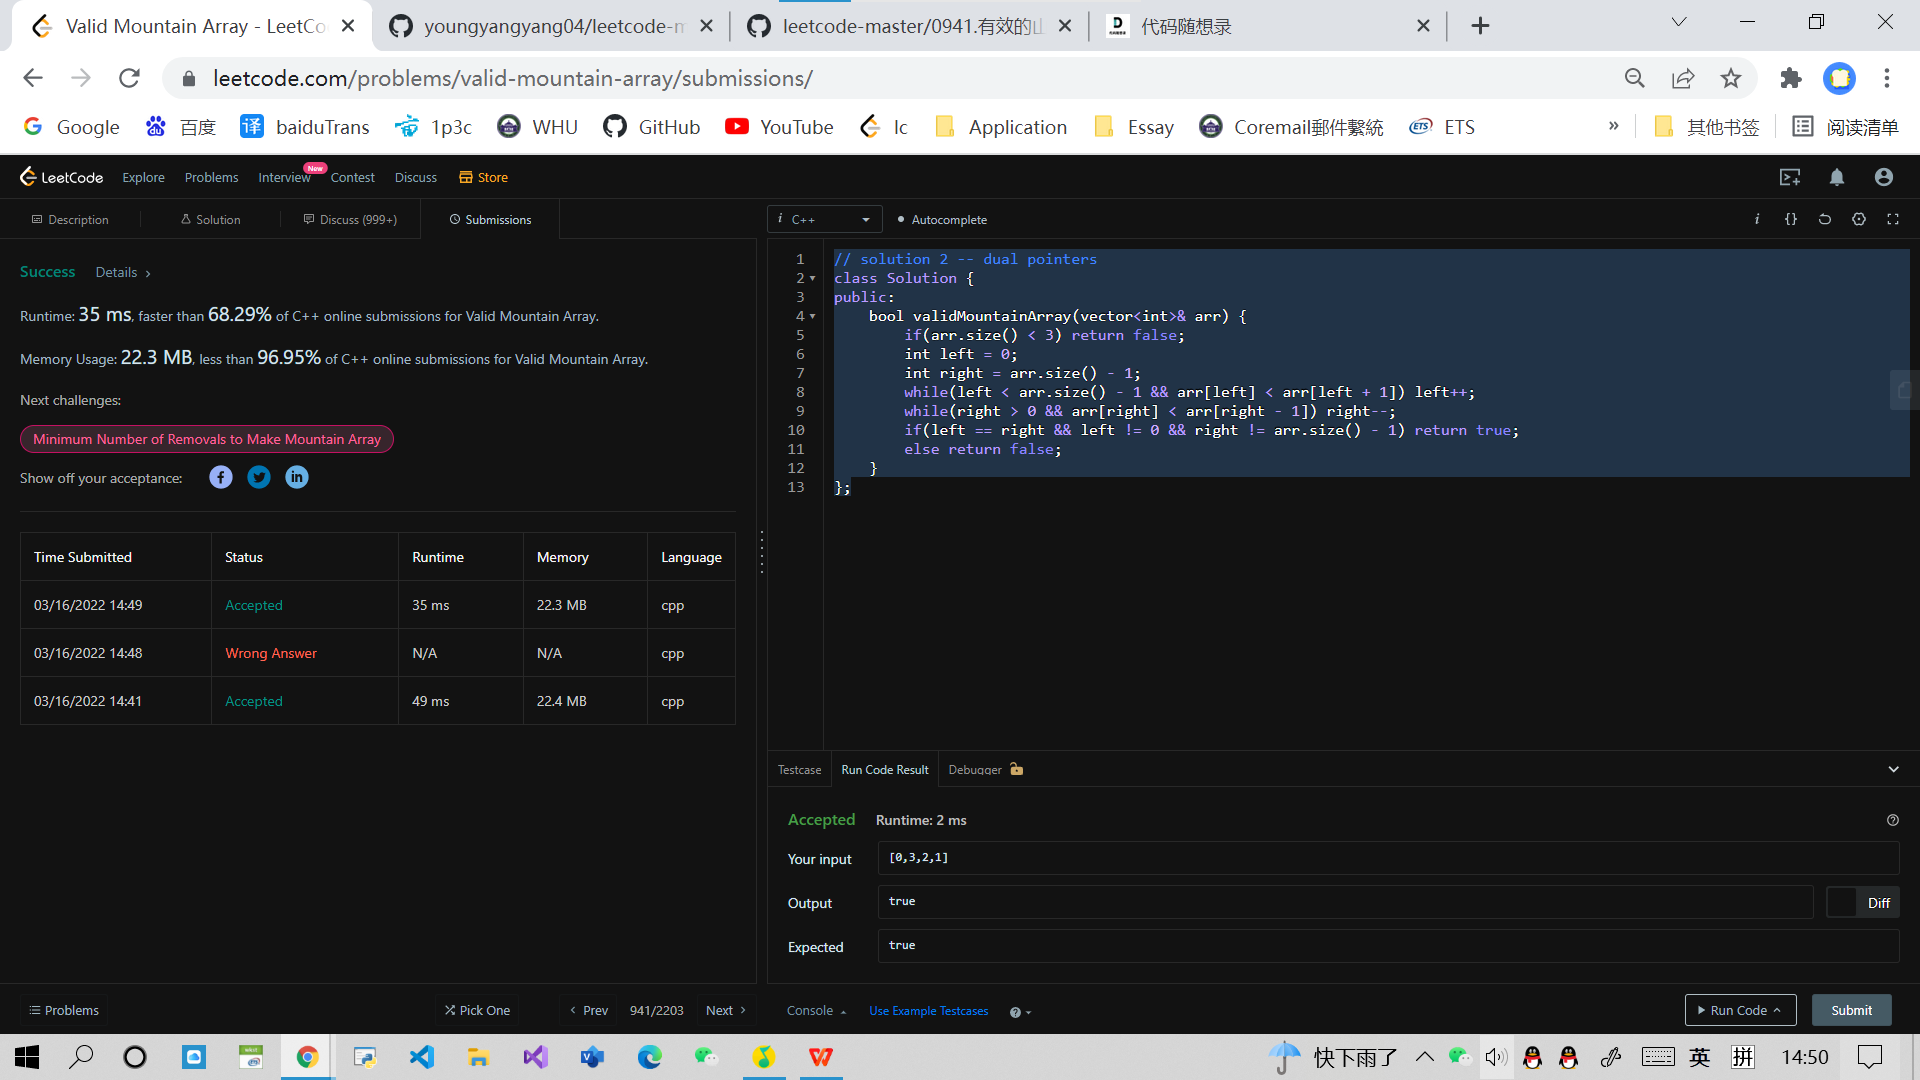 Valid Mountain Array - LeetCo
youngyangyang04/leetcode-m
leetcode-master/0941.有效的山
代码随想录
leetcode.com/problems/valid-mountain-array/submissions/
Google
百度
译
baiduTrans
1p3c
WHU
GitHub
YouTube
lc
Application
Essay
Coremail郵件繫統
ETS
»
其他书签
阅读清单
LeetCode
Explore
Problems
Interview
New
Contest
Discuss
Store
Description
Solution
Discuss (999+)
Submissions
i C++
Autocomplete
i
{}
Success
Details >
Runtime: 35 ms, faster than 68.29% of C++ online submissions for Valid Mountain Array.
Memory Usage: 22.3 MB, less than 96.95% of C++ online submissions for Valid Mountain Array.
Next challenges:
Minimum Number of Removals to Make Mountain Array
Show off your acceptance:
Time Submitted Status Runtime Memory Language
03/16/2022 14:49 Accepted 35 ms 22.3 MB cpp
03/16/2022 14:48 Wrong Answer N/A N/A cpp
03/16/2022 14:41 Accepted 49 ms 22.4 MB cpp
1 // solution 2 -- dual pointers
2 class Solution {
3 public:
4 bool validMountainArray(vector<int>& arr) {
5 if(arr.size() < 3) return false;
6 int left = 0;
7 int right = arr.size() - 1;
8 while(left < arr.size() - 1 && arr[left] < arr[left + 1]) left++;
9 while(right > 0 && arr[right] < arr[right - 1]) right--;
10 if(left == right && left != 0 && right != arr.size() - 1) return true;
11 else return false;
12 }
13 };
Testcase
Run Code Result
Debugger
Accepted
Runtime: 2 ms
Your input
[0,3,2,1]
Output
true
Diff
Expected
true
Problems
Pick One
< Prev
941/2203
Next >
Console
Use Example Testcases
Run Code
Submit
快下雨了
英
拼
14:50